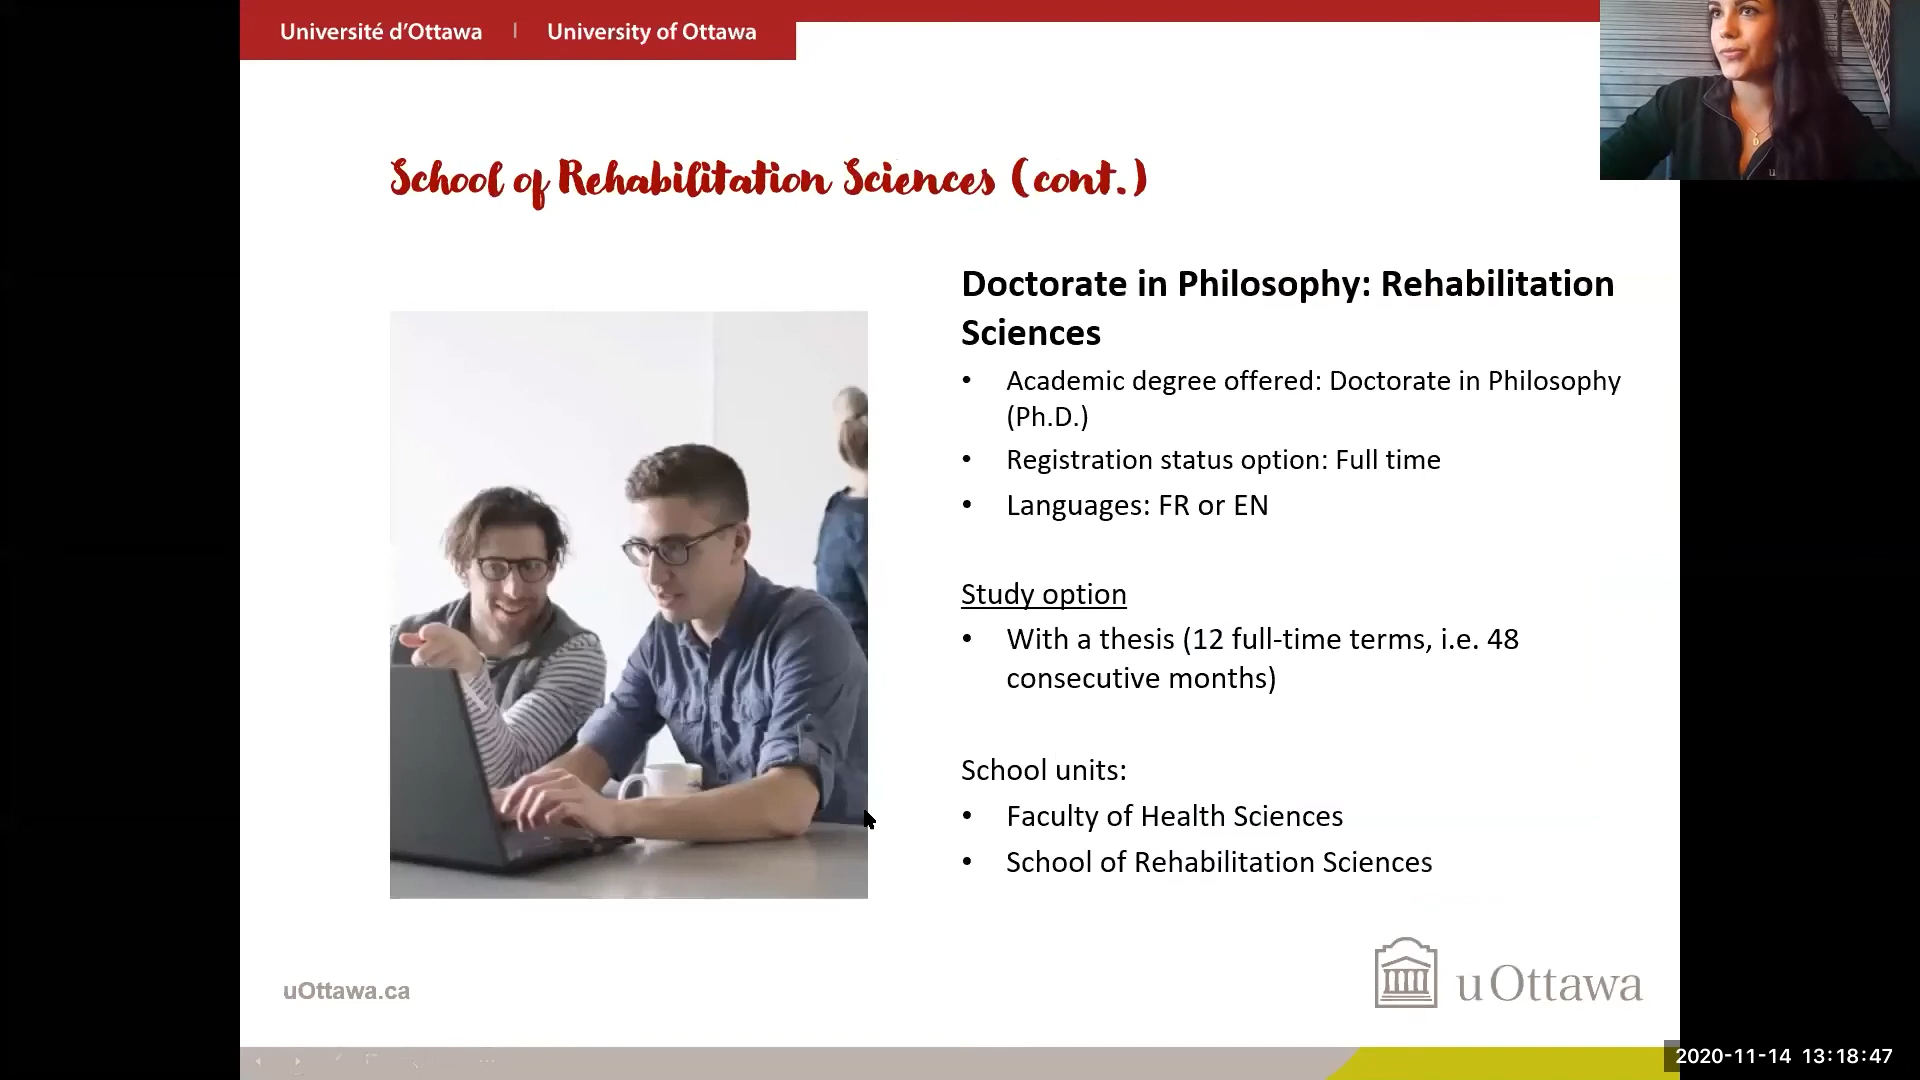 Université d'Ottawa | University of Ottawa
School of Rehabilitation Sciences (cont.)
Doctorate in Philosophy: Rehabilitation
Sciences
• Academic degree offered: Doctorate in Philosophy
(Ph.D.)
• Registration status option: Full time
• Languages: FR or EN
Study option
• With a thesis (12 full-time terms, i.e. 48
consecutive months)
School units:
• Faculty of Health Sciences
• School of Rehabilitation Sciences
uOttawa.ca
uOttawa
2020-11-14 13:18:47